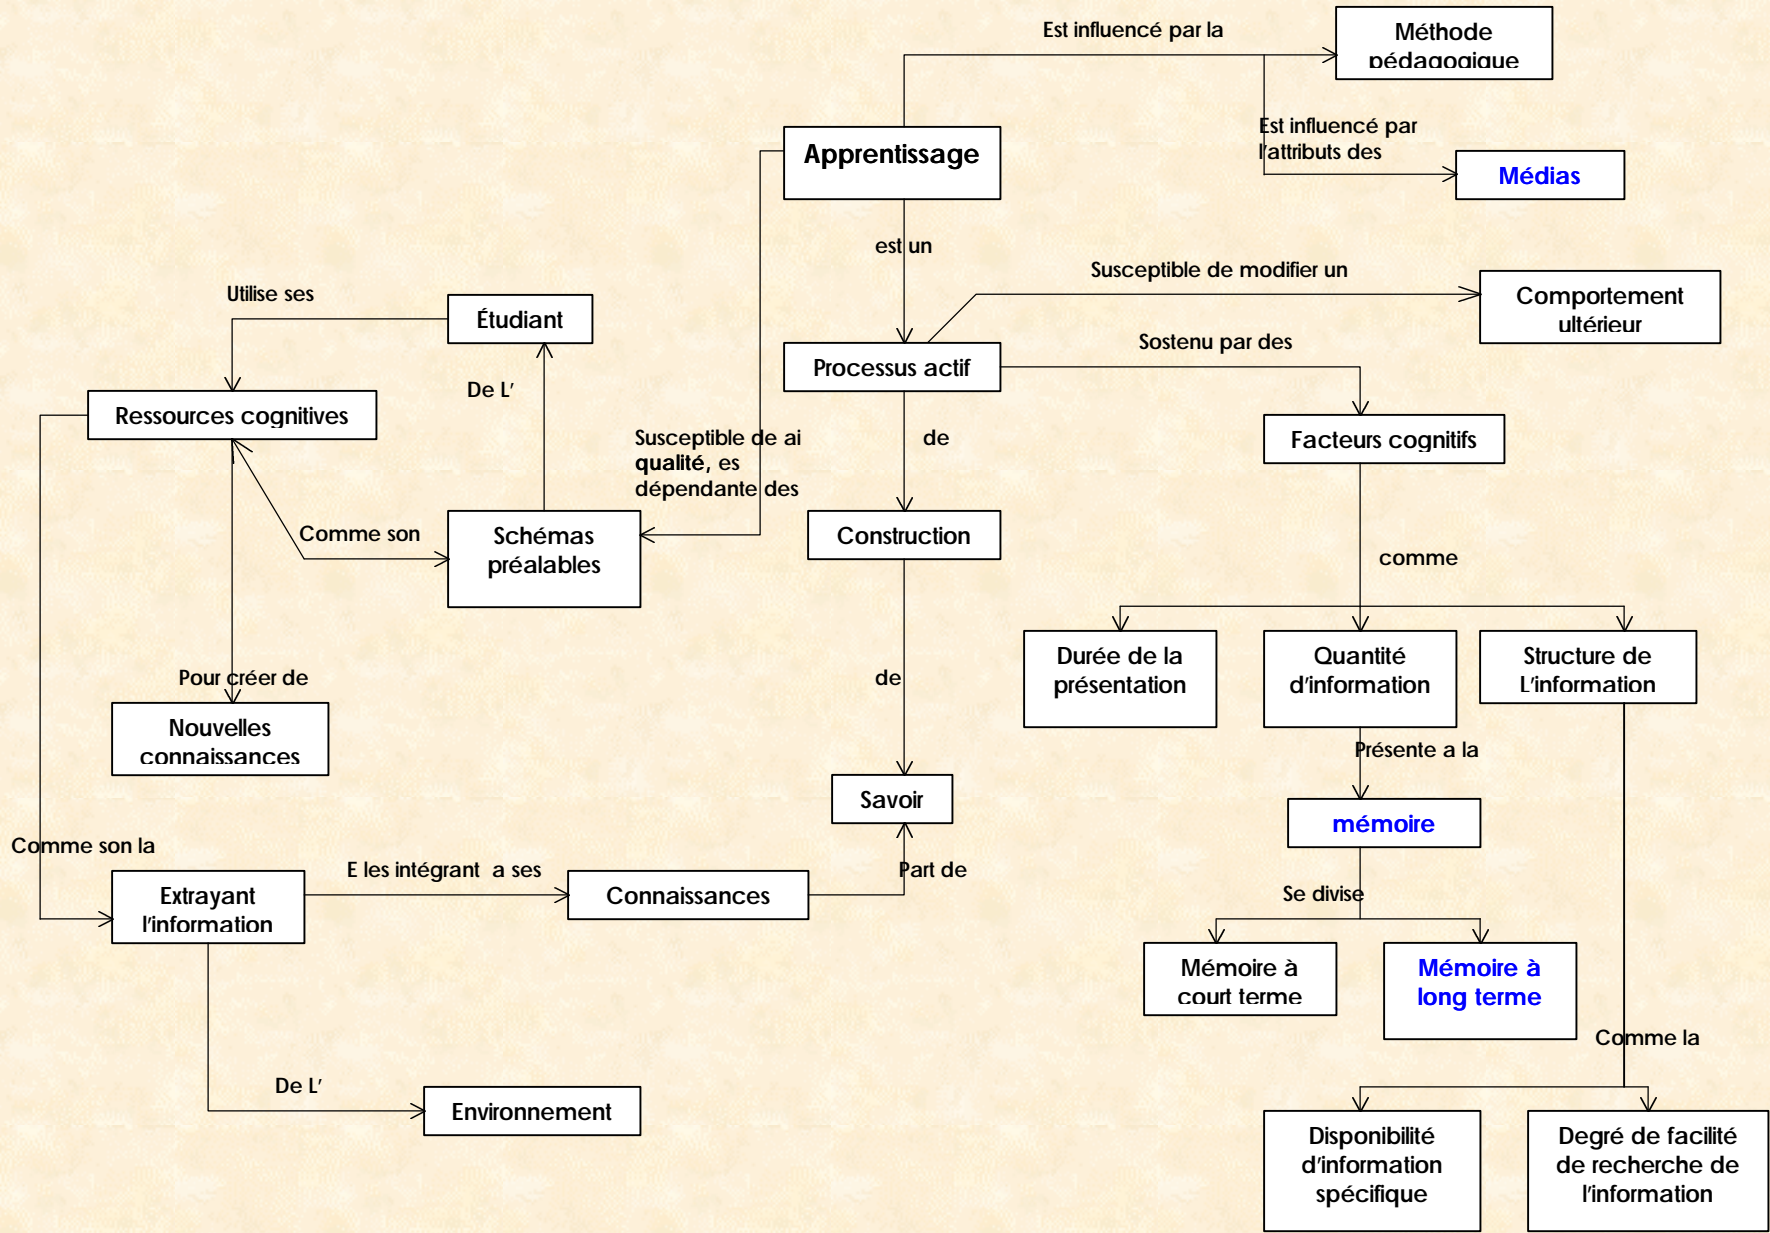 Est influencé par la
Méthode
pédagogique
Est influencé par
l'attributs des
Apprentissage
Médias
est un
Susceptible de modifier un
Comportement
ultérieur
Utilise ses
Étudiant
Sostenu par des
Processus actif
De L'
Ressources cognitives
Susceptible de ai
qualité, es
dépendante des
de
Facteurs cognitifs
Comme son
Schémas
préalables
Construction
comme
Durée de la
présentation
Quantité
d'information
Structure de
L'information
Pour créer de
de
Nouvelles
connaissances
Présente a la
Savoir
mémoire
Comme son la
E les intégrant a ses
Part de
Extrayant
l'information
Connaissances
Se divise
Mémoire à
court terme
Mémoire à
long terme
Comme la
De L'
Environnement
Disponibilité
d'information
spécifique
Degré de facilité
de recherche de
l'information